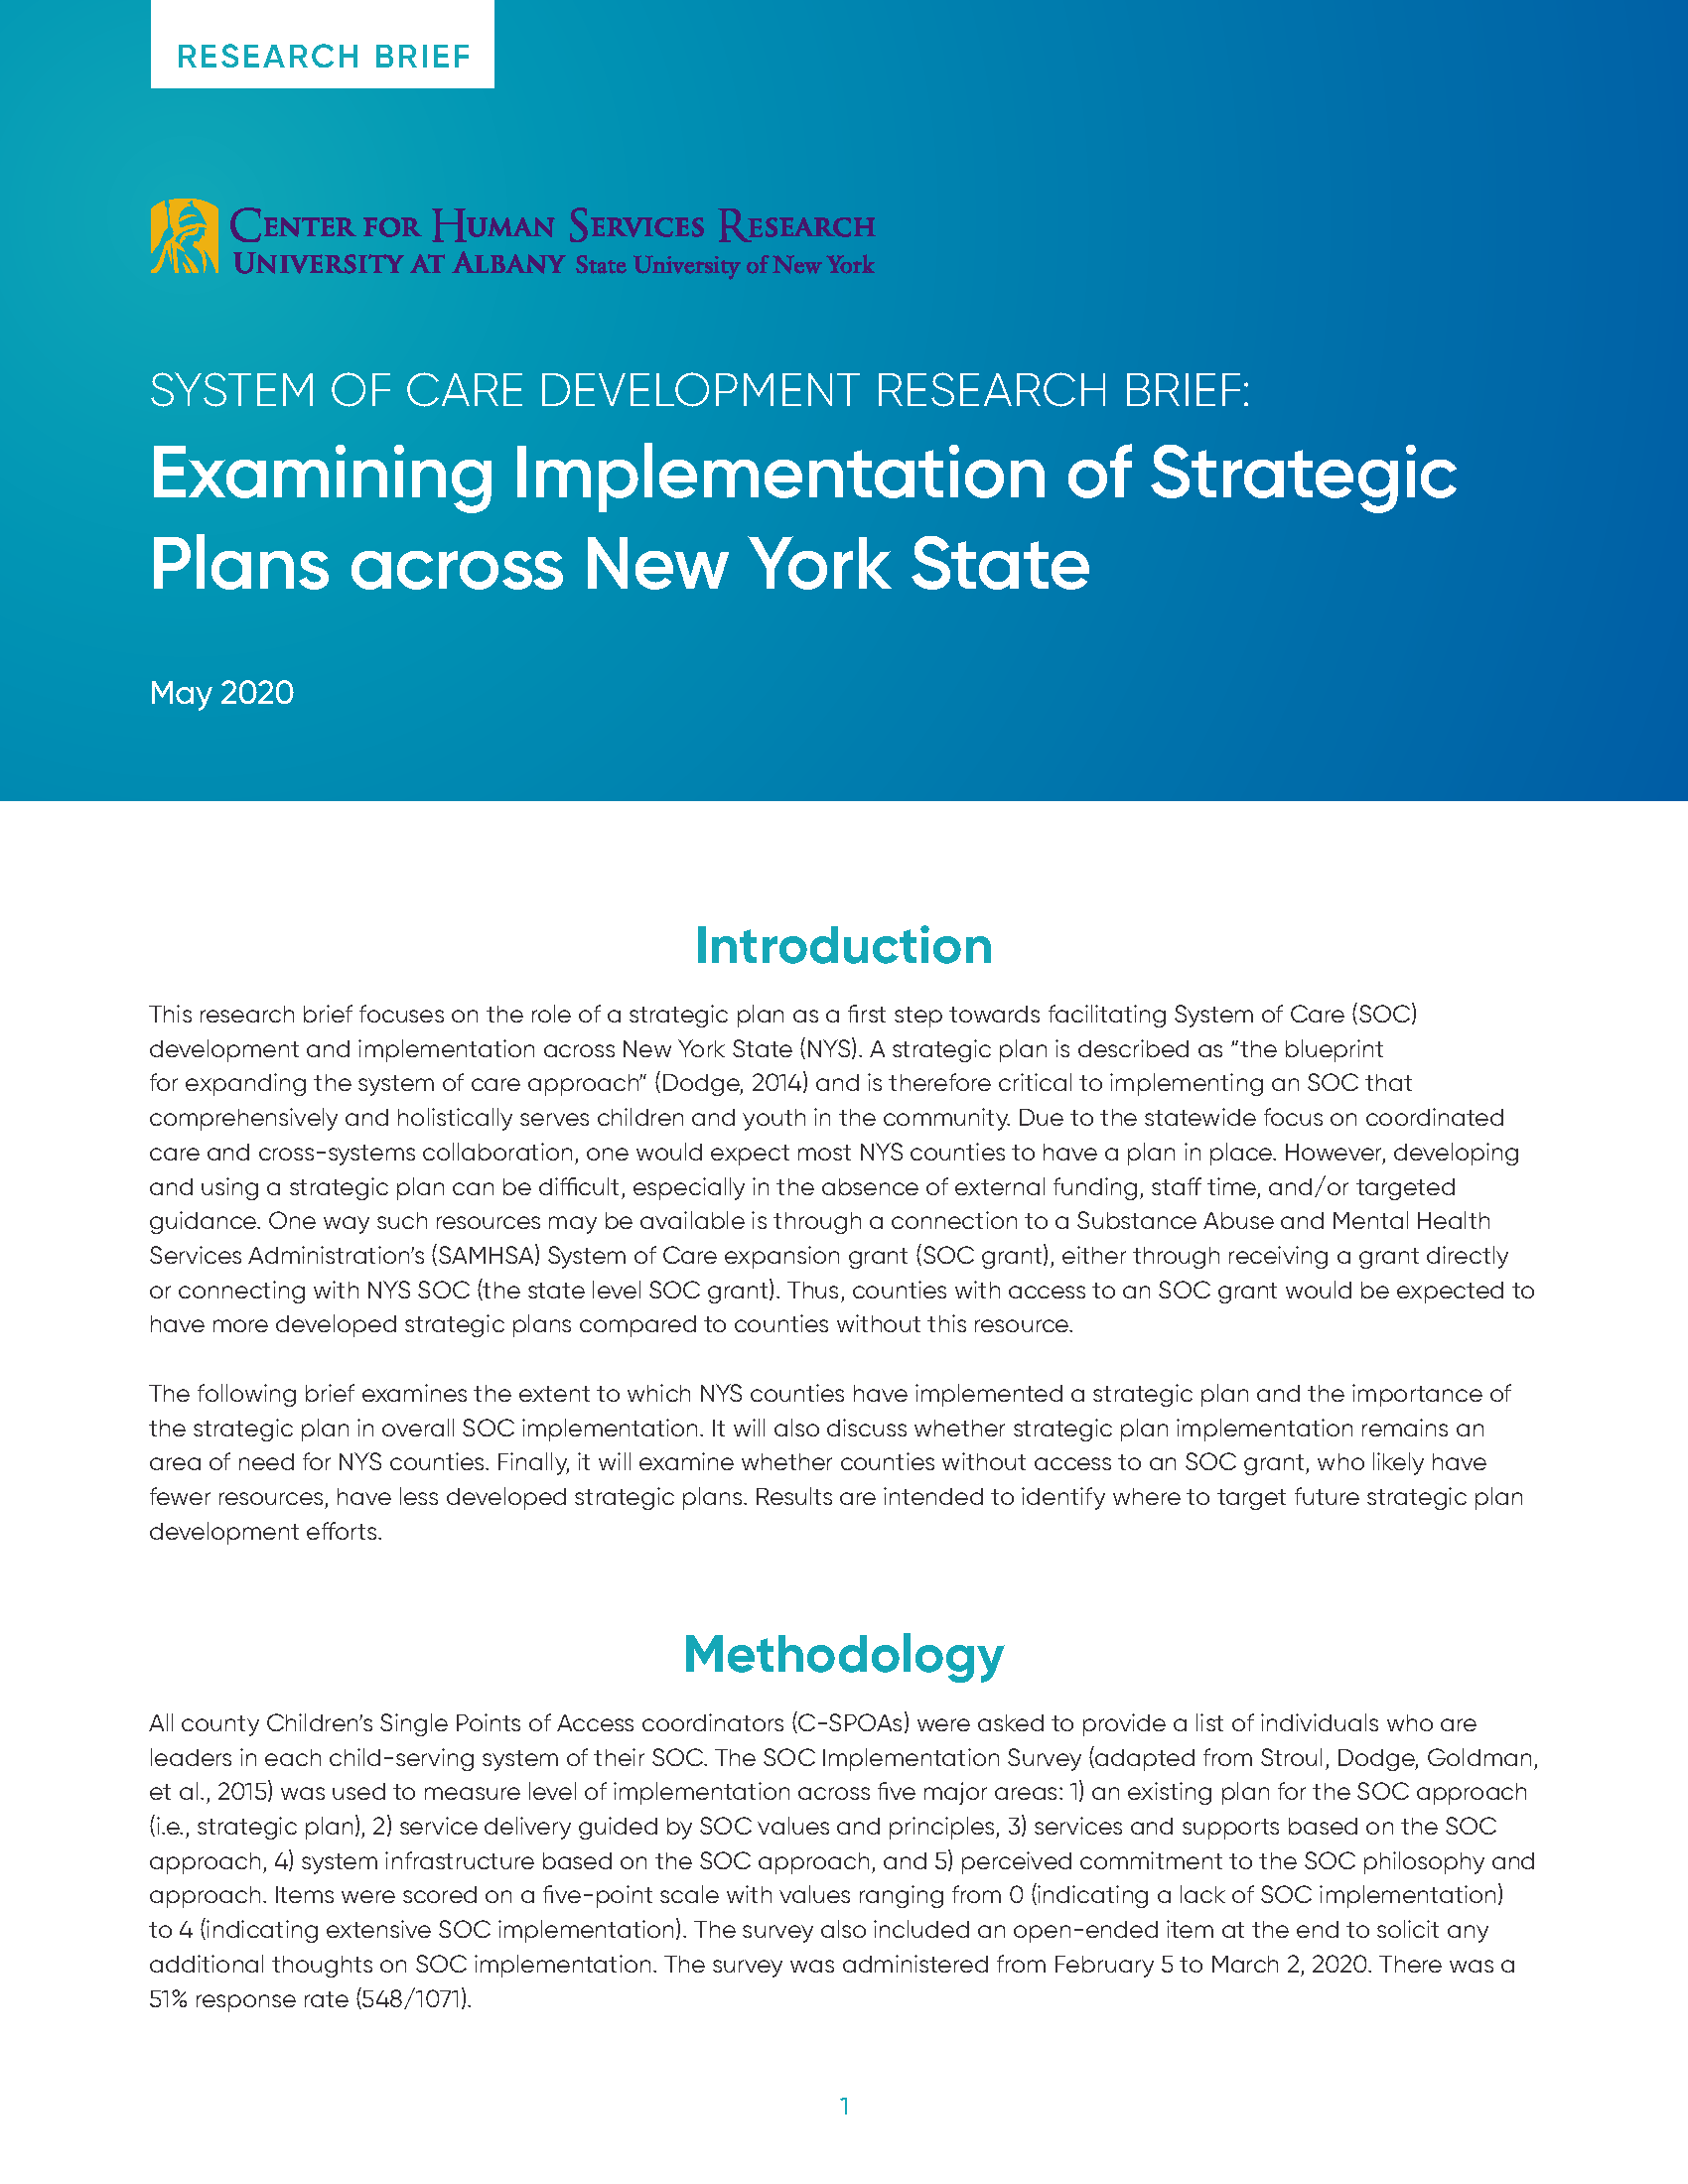 RESEARCH BRIEF
CENTER FOR HUMAN SERVICES RESEARCH
UNIVERSITY AT ALBANY State University of New York
SYSTEM OF CARE DEVELOPMENT RESEARCH BRIEF:
Examining Implementation of Strategic
Plans across New York State
May 2020
Introduction
This research brief focuses on the role of a strategic plan as a first step towards facilitating System of Care (SOC)
development and implementation across New York State (NYS). A strategic plan is described as “the blueprint
for expanding the system of care approach” (Dodge, 2014) and is therefore critical to implementing an SOC that
comprehensively and holistically serves children and youth in the community. Due to the statewide focus on coordinated
care and cross-systems collaboration, one would expect most NYS counties to have a plan in place. However, developing
and using a strategic plan can be difficult, especially in the absence of external funding, staff time, and/or targeted
guidance. One way such resources may be available is through a connection to a Substance Abuse and Mental Health
Services Administration’s (SAMHSA) System of Care expansion grant (SOC grant), either through receiving a grant directly
or connecting with NYS SOC (the state level SOC grant). Thus, counties with access to an SOC grant would be expected to
have more developed strategic plans compared to counties without this resource.
The following brief examines the extent to which NYS counties have implemented a strategic plan and the importance of
the strategic plan in overall SOC implementation. It will also discuss whether strategic plan implementation remains an
area of need for NYS counties. Finally, it will examine whether counties without access to an SOC grant, who likely have
fewer resources, have less developed strategic plans. Results are intended to identify where to target future strategic plan
development efforts.
Methodology
All county Children’s Single Points of Access coordinators (C-SPOAs) were asked to provide a list of individuals who are
leaders in each child-serving system of their SOC. The SOC Implementation Survey (adapted from Stroul, Dodge, Goldman,
et al., 2015) was used to measure level of implementation across five major areas: 1) an existing plan for the SOC approach
(i.e., strategic plan), 2) service delivery guided by SOC values and principles, 3) services and supports based on the SOC
approach, 4) system infrastructure based on the SOC approach, and 5) perceived commitment to the SOC philosophy and
approach. Items were scored on a five-point scale with values ranging from 0 (indicating a lack of SOC implementation)
to 4 (indicating extensive SOC implementation). The survey also included an open-ended item at the end to solicit any
additional thoughts on SOC implementation. The survey was administered from February 5 to March 2, 2020. There was a
51% response rate (548/1071).
1